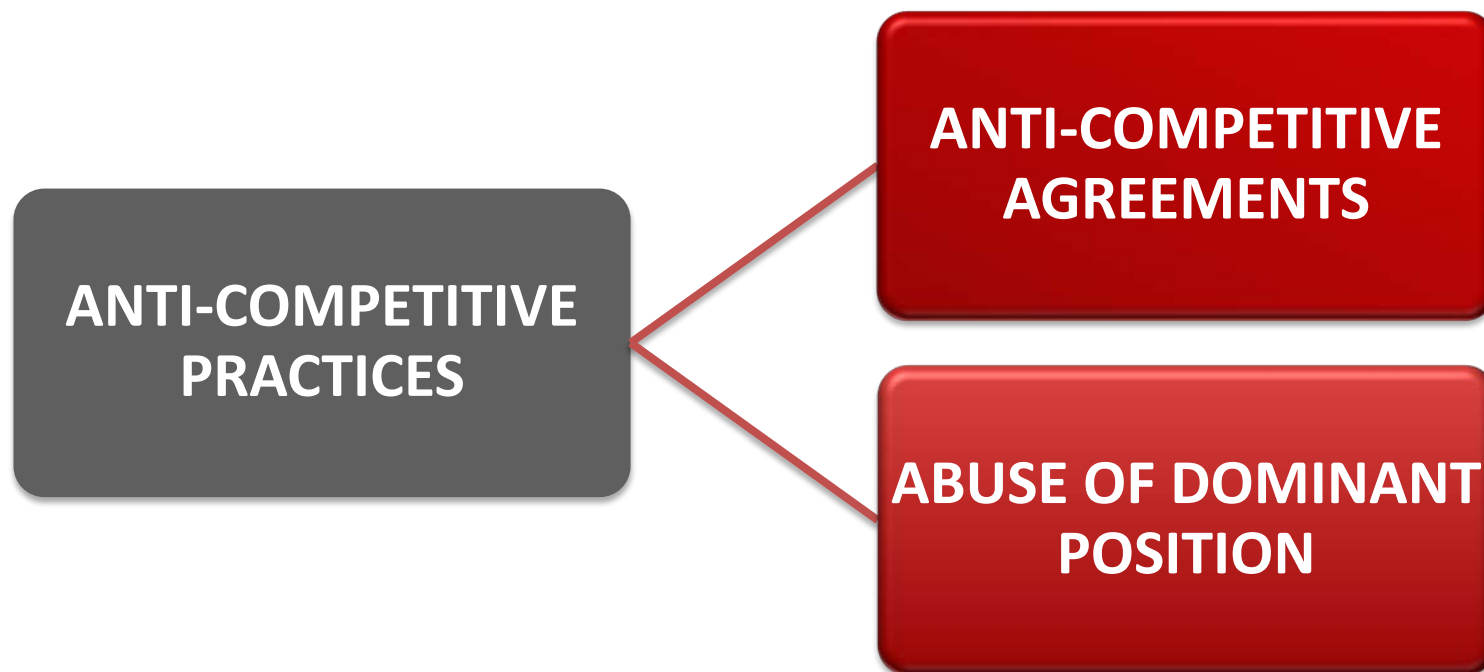 ANTI-COMPETITIVE
PRACTICES
ANTI-COMPETITIVE
AGREEMENTS
ABUSE OF DOMINANT
POSITION